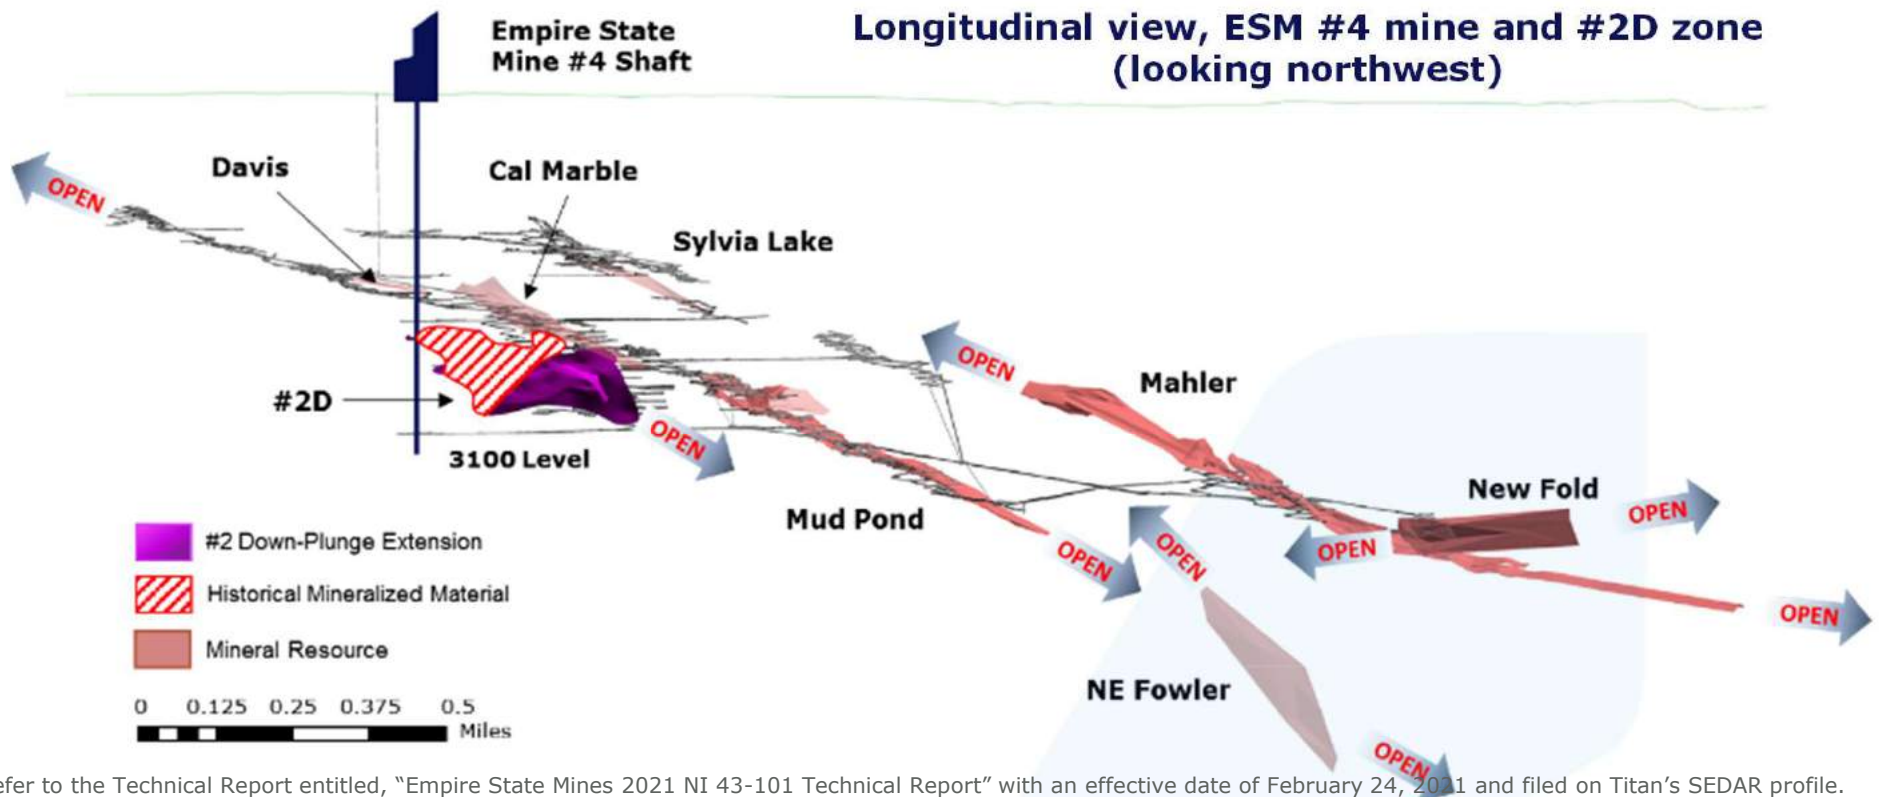 Longitudinal view, ESM #4 mine and #2D zone
(looking northwest)
Empire State
Mine #4 Shaft
Davis
Cal Marble
OPEN
Sylvia Lake
OPEN
Mahler
#2D
OPEN
3100 Level
New Fold
OPEN
Mud Pond
OPEN
OPEN
OPEN
OPEN
NE Fowler
OPEN
#2 Down-Plunge Extension
Historical Mineralized Material
Mineral Resource
0 0.125 0.25 0.375 0.5
Miles
efer to the Technical Report entitled, “Empire State Mines 2021 NI 43-101 Technical Report” with an effective date of February 24, 2021 and filed on Titan’s SEDAR profile.